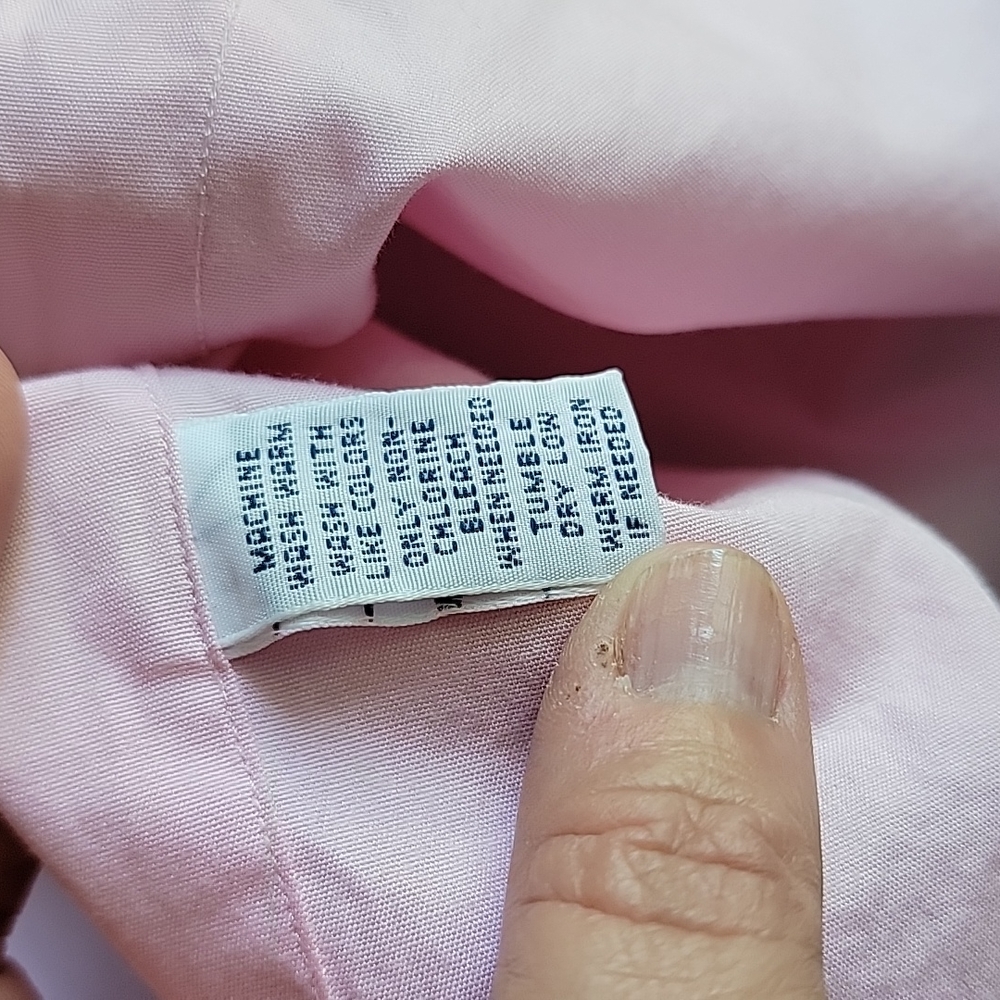 MACHINE
WASH WARM
WASH WITH
LIKE COLORS
ONLY NON-
CHLORINE
BLEACH
WHEN NEEDED
TUMBLE
DRY LOW
WARM IRON
IF NEEDED